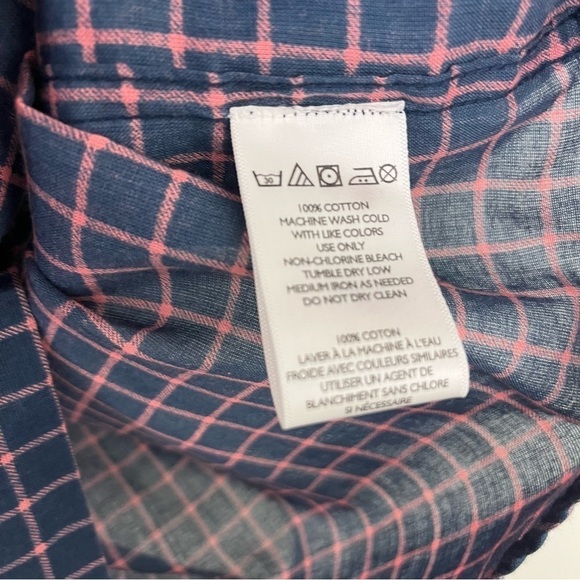 30
100% COTTON
MACHINE WASH COLD
WITH LIKE COLORS
USE ONLY
NON-CHLORINE BLEACH
TUMBLE DRY LOW
MEDIUM IRON AS NEEDED
DO NOT DRY CLEAN
100% COTON
LAVER À LA MACHINE À L'EAU
FROIDE AVEC COULEURS SIMILAIRES
UTILISER UN AGENT DE
BLANCHIMENT SANS CHLORE
SI NÉCESSAIRE